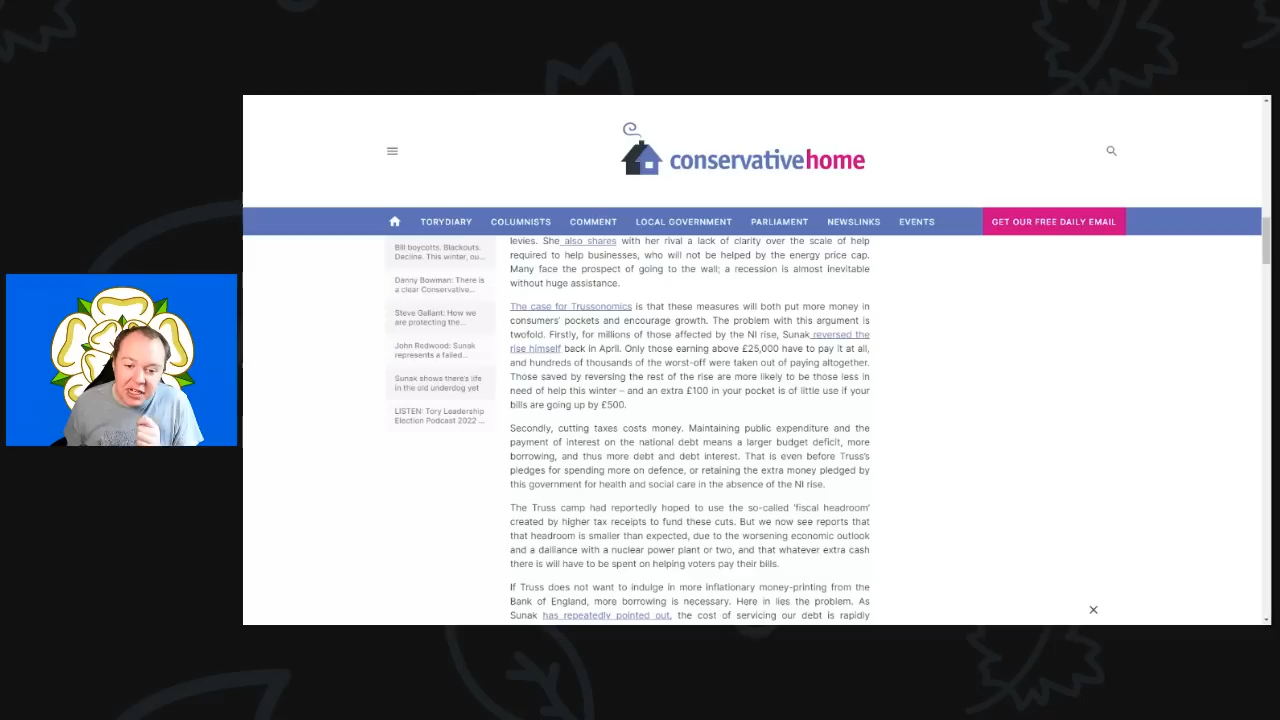 conservativehome
TORYDIARY COLUMNISTS COMMENT LOCAL GOVERNMENT PARLIAMENT NEWSLINKS EVENTS GET OUR FREE DAILY EMAIL
Bill boycotts. Blackouts.
Decline. This winter, ou...
Danny Bowman: There is
a clear Conservative...
Steve Gallant: How we
are protecting the...
John Redwood: Sunak
represents a failed...
Sunak shows there's life
in the old underdog yet
LISTEN: Tory Leadership
Election Podcast 2022 ...
levies. She also shares with her rival a lack of clarity over the scale of help
required to help businesses, who will not be helped by the energy price cap.
Many face the prospect of going to the wall; a recession is almost inevitable
without huge assistance.
The case for Trussonomics is that these measures will both put more money in
consumers' pockets and encourage growth. The problem with this argument is
twofold. Firstly, for millions of those affected by the NI rise, Sunak reversed the
rise himself back in April. Only those earning above £25,000 have to pay it at all,
and hundreds of thousands of the worst-off were taken out of paying altogether.
Those saved by reversing the rest of the rise are more likely to be those less in
need of help this winter – and an extra £100 in your pocket is of little use if your
bills are going up by £500.
Secondly, cutting taxes costs money. Maintaining public expenditure and the
payment of interest on the national debt means a larger budget deficit, more
borrowing, and thus more debt and debt interest. That is even before Truss's
pledges for spending more on defence, or retaining the extra money pledged by
this government for health and social care in the absence of the NI rise.
The Truss camp had reportedly hoped to use the so-called 'fiscal headroom'
created by higher tax receipts to fund these cuts. But we now see reports that
that headroom is smaller than expected, due to the worsening economic outlook
and a dalliance with a nuclear power plant or two, and that whatever extra cash
there is will have to be spent on helping voters pay their bills.
If Truss does not want to indulge in more inflationary money-printing from the
Bank of England, more borrowing is necessary. Here in lies the problem. As
Sunak has repeatedly pointed out, the cost of servicing our debt is rapidly